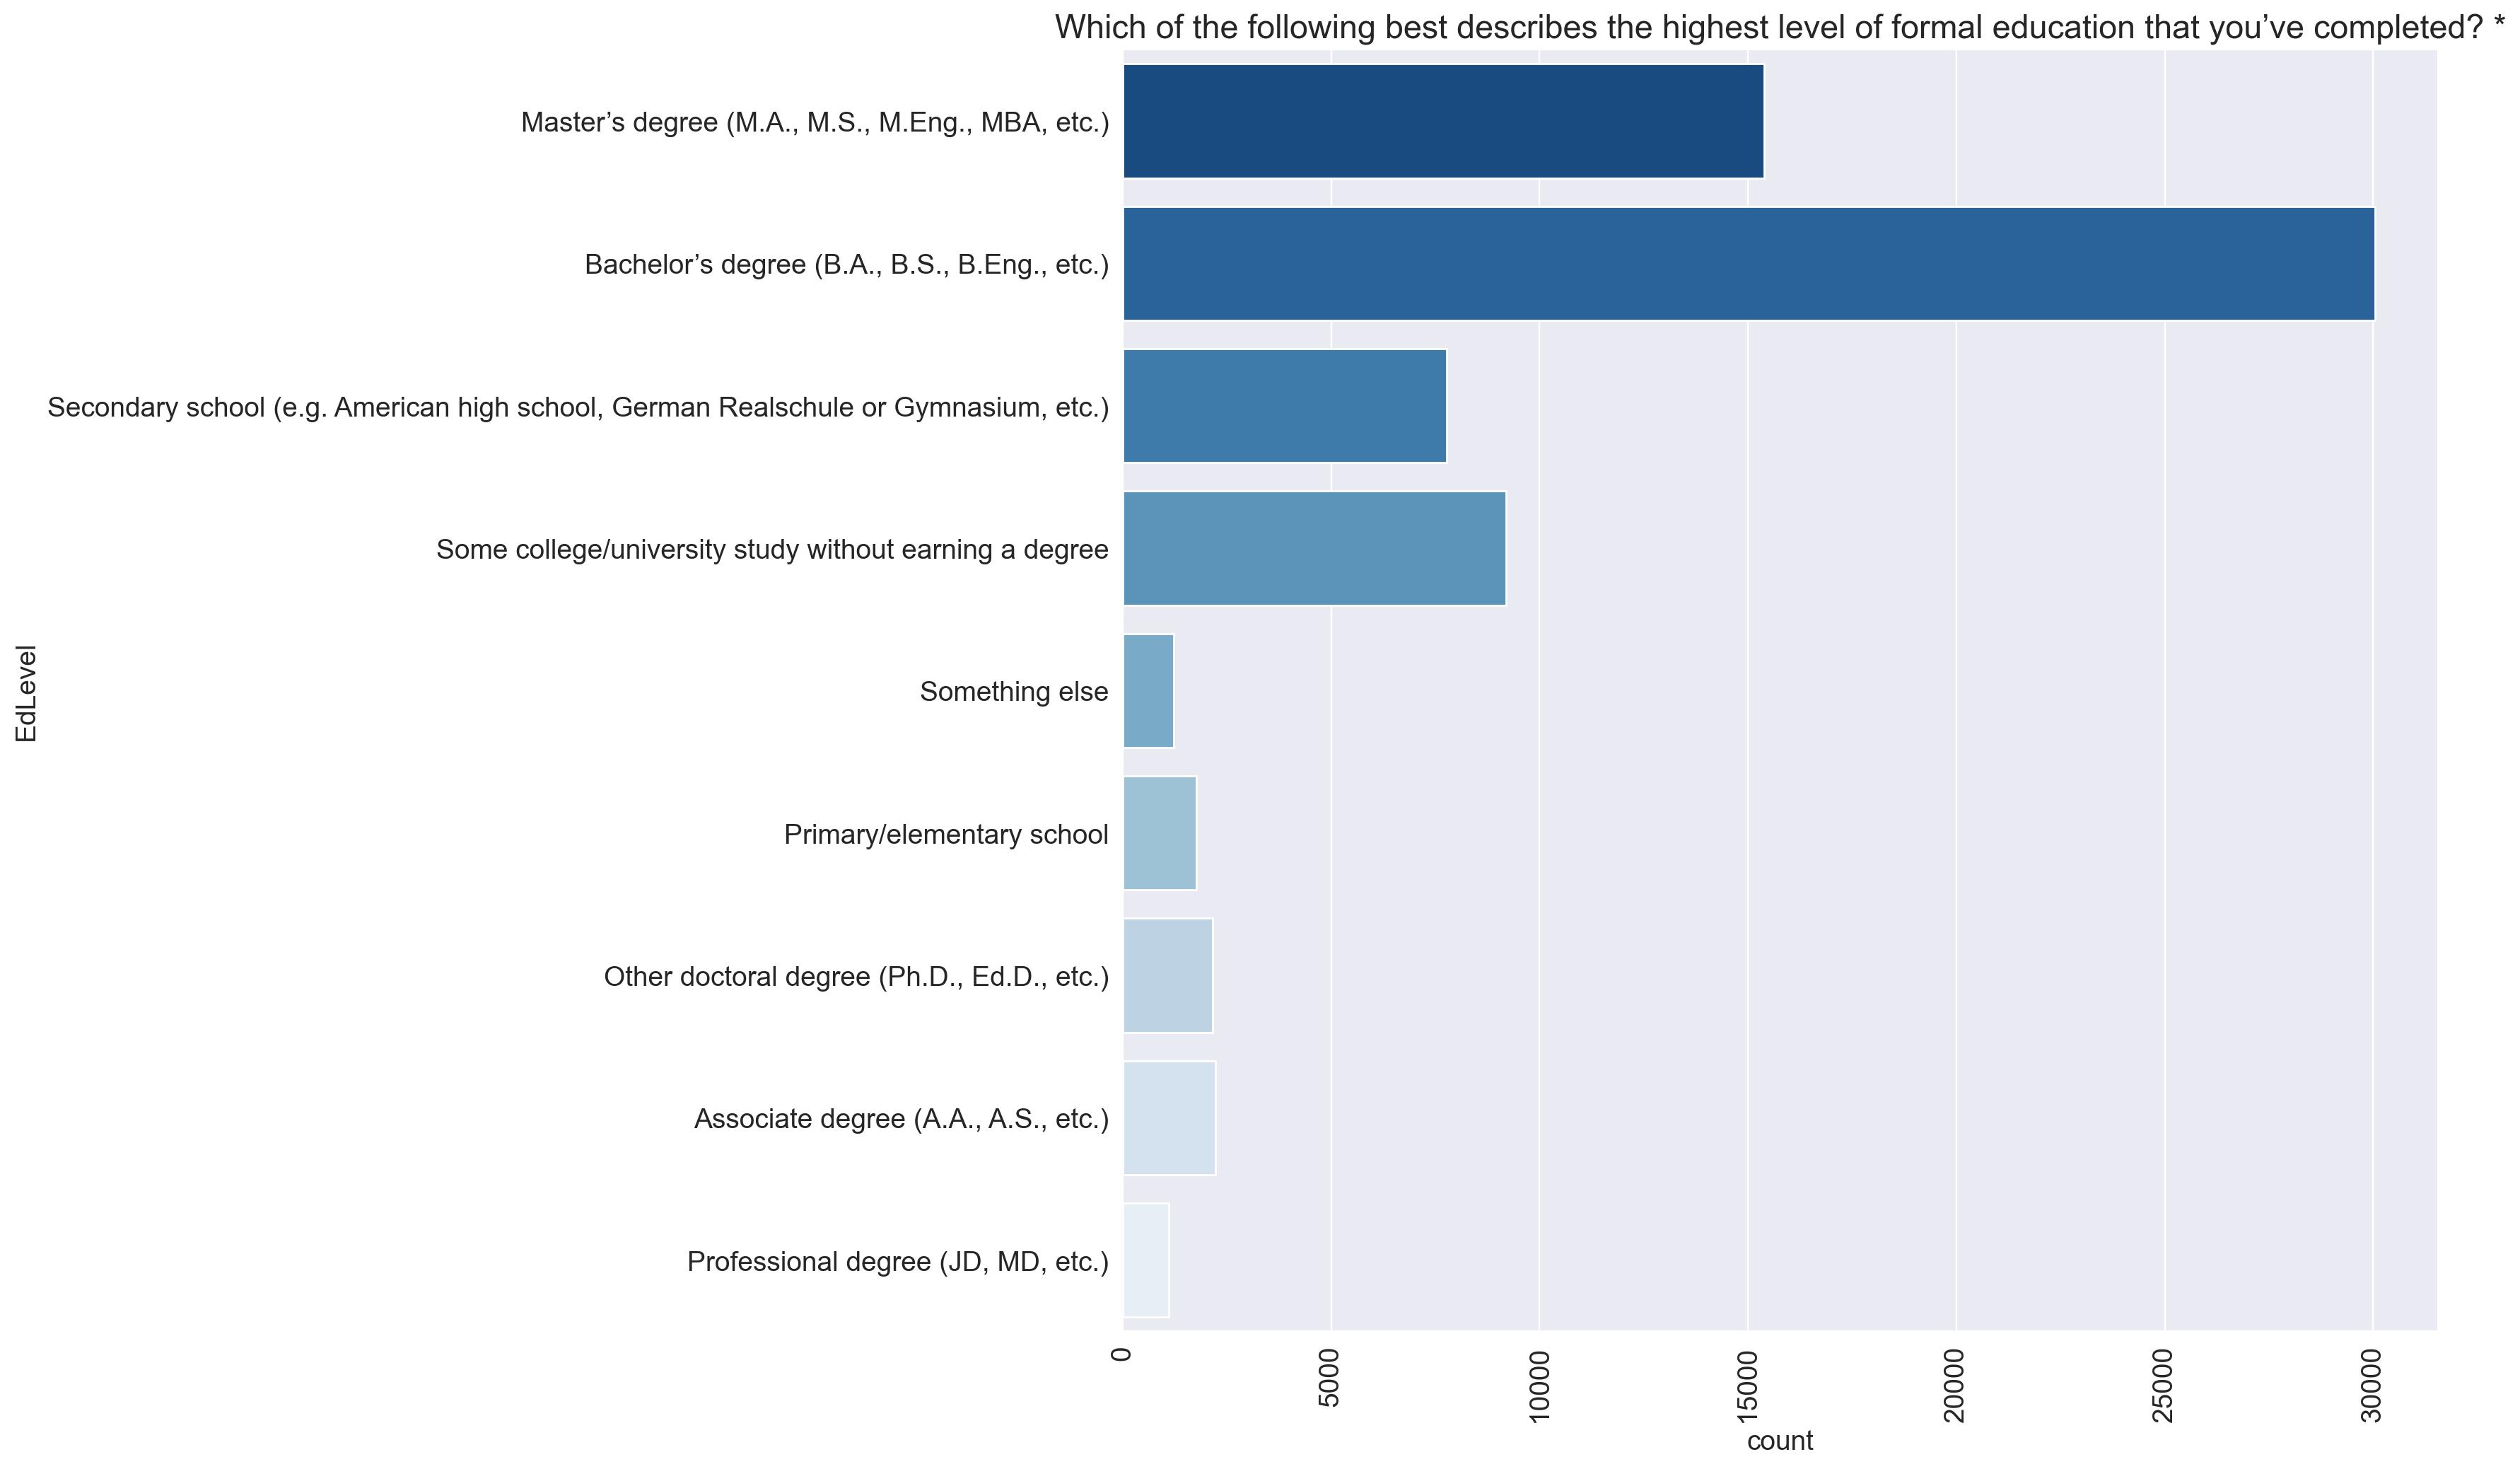 Which of the following best describes the highest level of formal education that you’ve completed? *
Master’s degree (M.A., M.S., M.Eng., MBA, etc.)
Bachelor’s degree (B.A., B.S., B.Eng., etc.)
Secondary school (e.g. American high school, German Realschule or Gymnasium, etc.)
Some college/university study without earning a degree
Something else
Primary/elementary school
Other doctoral degree (Ph.D., Ed.D., etc.)
Associate degree (A.A., A.S., etc.)
Professional degree (JD, MD, etc.)
EdLevel
0
5000
10000
15000
20000
25000
30000
count